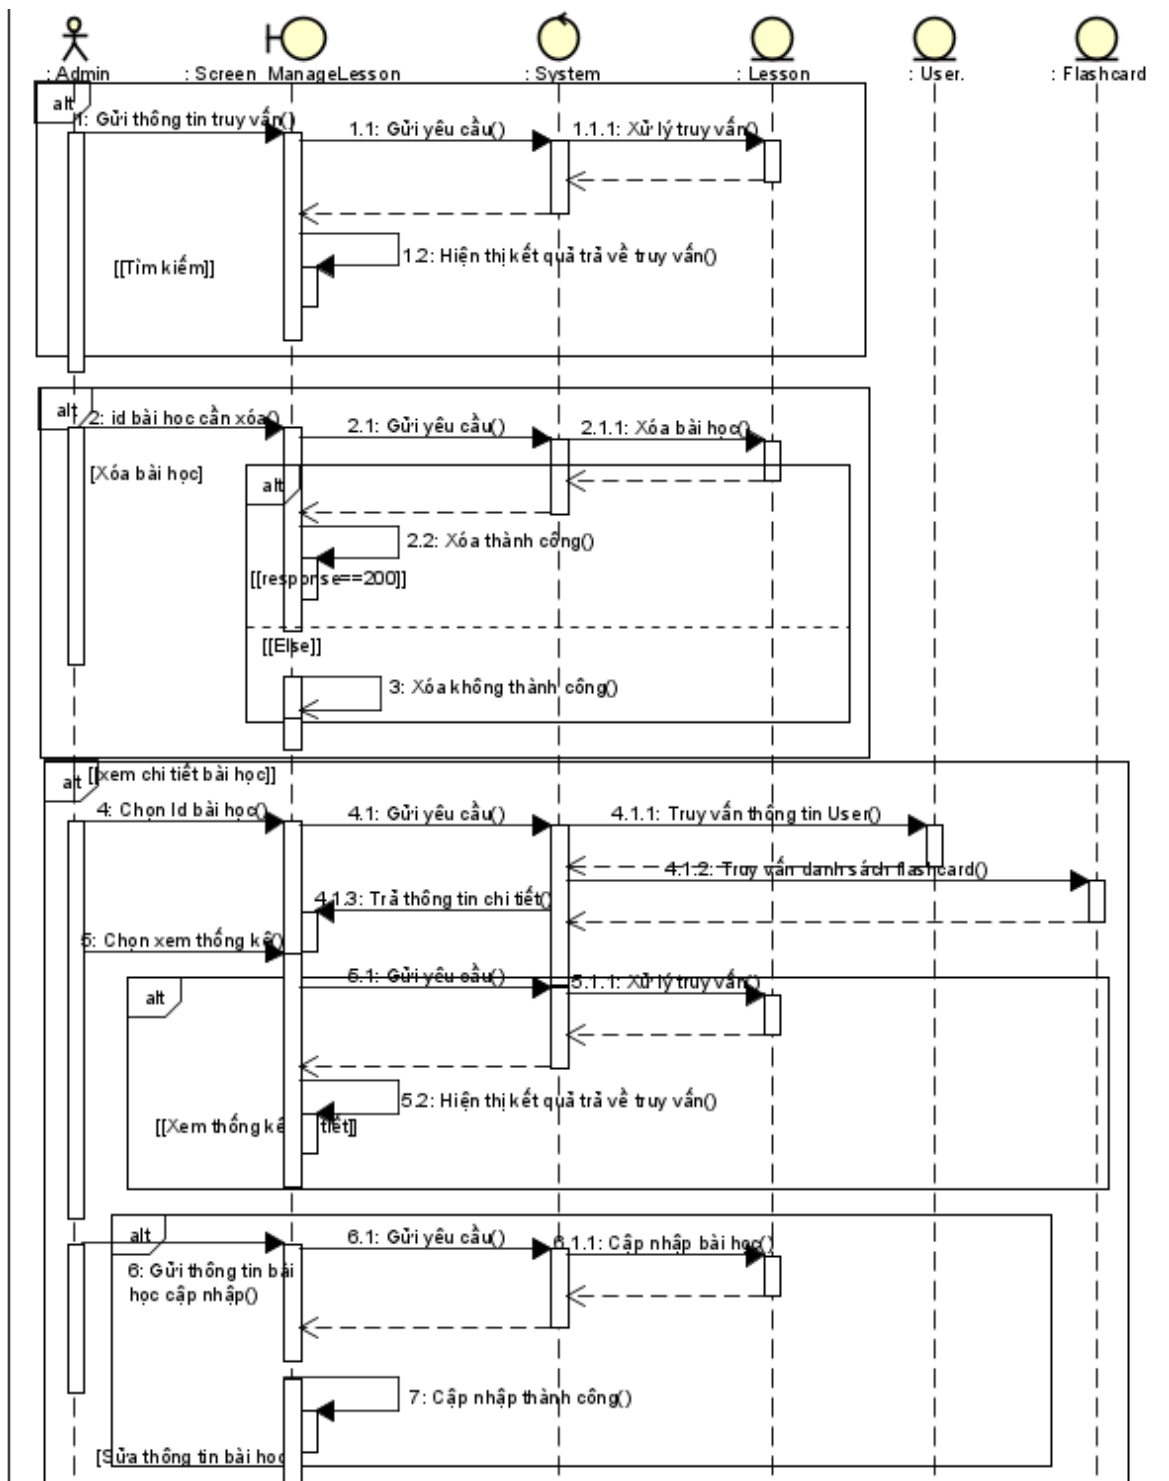 : Admin
: Screen_ManageLesson
: System
: Lesson
: User.
: Flashcard
alt
1: Gửi thông tin truy vấn()
1.1: Gửi yêu cầu()
1.1.1: Xử lý truy vấn()
1.2: Hiện thị kết quả trả về truy vấn()
[[Tìm kiếm]]
alt
2: id bài học cần xóa()
2.1: Gửi yêu cầu()
2.1.1: Xóa bài học()
[Xóa bài học]
alt
2.2: Xóa thành công()
[[response==200]]
[[Else]]
3: Xóa không thành công()
alt
[[xem chi tiết bài học]]
4: Chọn Id bài học()
4.1: Gửi yêu cầu()
4.1.1: Truy vấn thông tin User()
4.1.2: Truy vấn danh sách flashcard()
4.1.3: Trả thông tin chi tiết()
5: Chọn xem thống kê()
5.1: Gửi yêu cầu()
5.1.1: Xử lý truy vấn()
alt
5.2: Hiện thị kết quả trả về truy vấn()
[[Xem thống kê tiết]]
alt
6.1: Gửi yêu cầu()
6.1.1: Cập nhập bài học()
6: Gửi thông tin bài
học cập nhập()
7: Cập nhập thành công()
[Sửa thông tin bài học